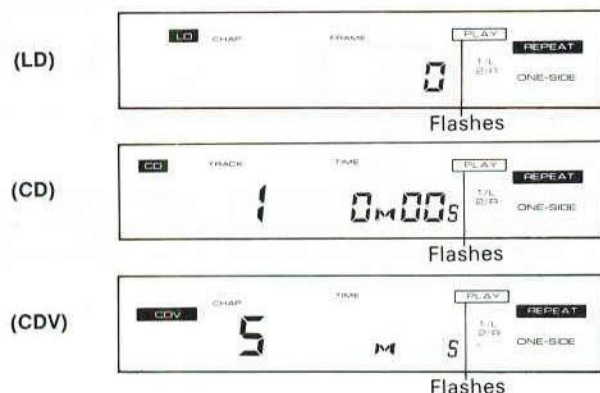 LD CHAP FRAME PLAY REPEAT
(LD) 0 1/L 2/R ONE-SIDE
Flashes
CD TRACK TIME PLAY REPEAT
(CD) 1 0M00S 1/L 2/R ONE-SIDE
Flashes
CDV CHAP TIME PLAY REPEAT
(CDV) 5 M S 1/L 2/R ONE-SIDE
Flashes